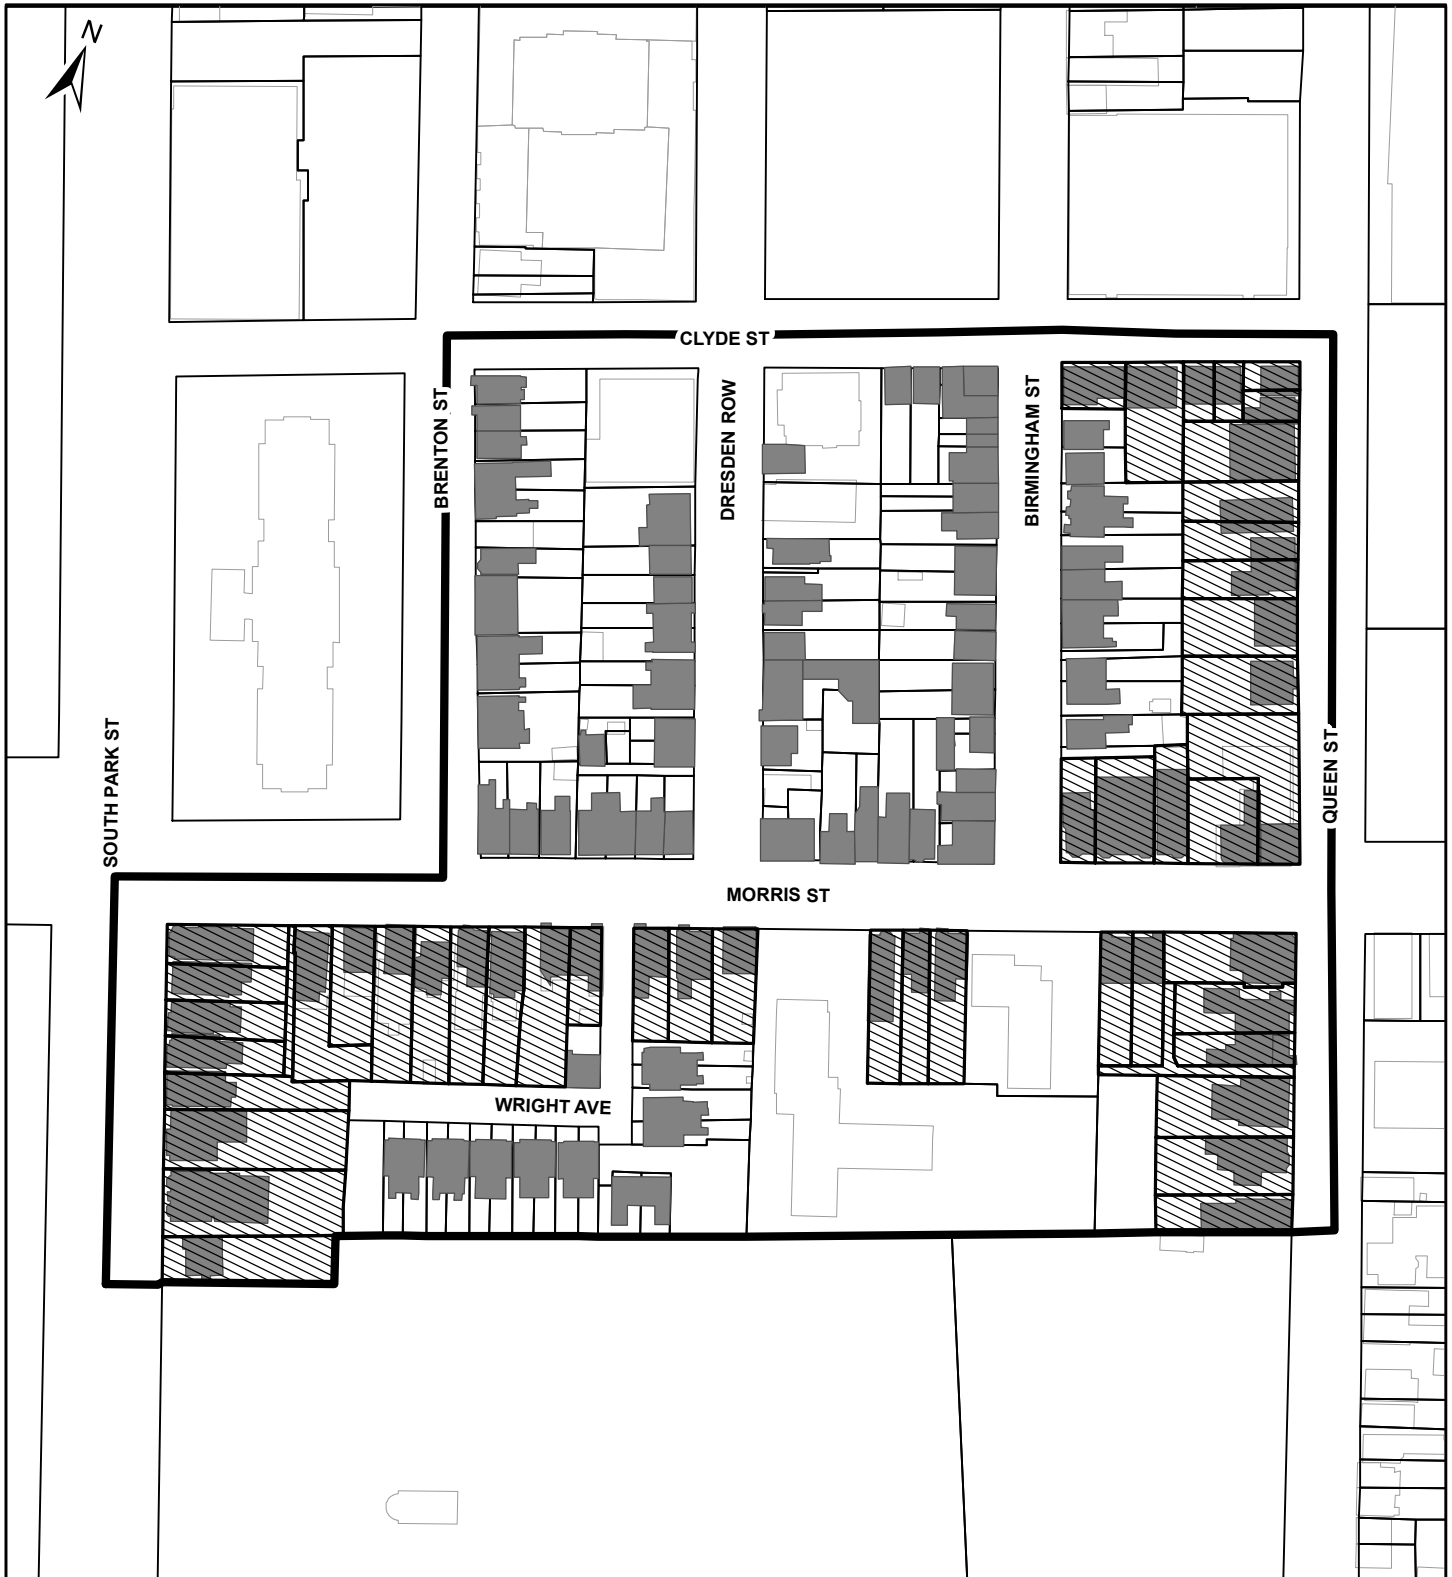 N
CLYDE ST
BRENTON ST
DRESDEN ROW
BIRMINGHAM ST
SOUTH PARK ST
QUEEN ST
MORRIS ST
WRIGHT AVE